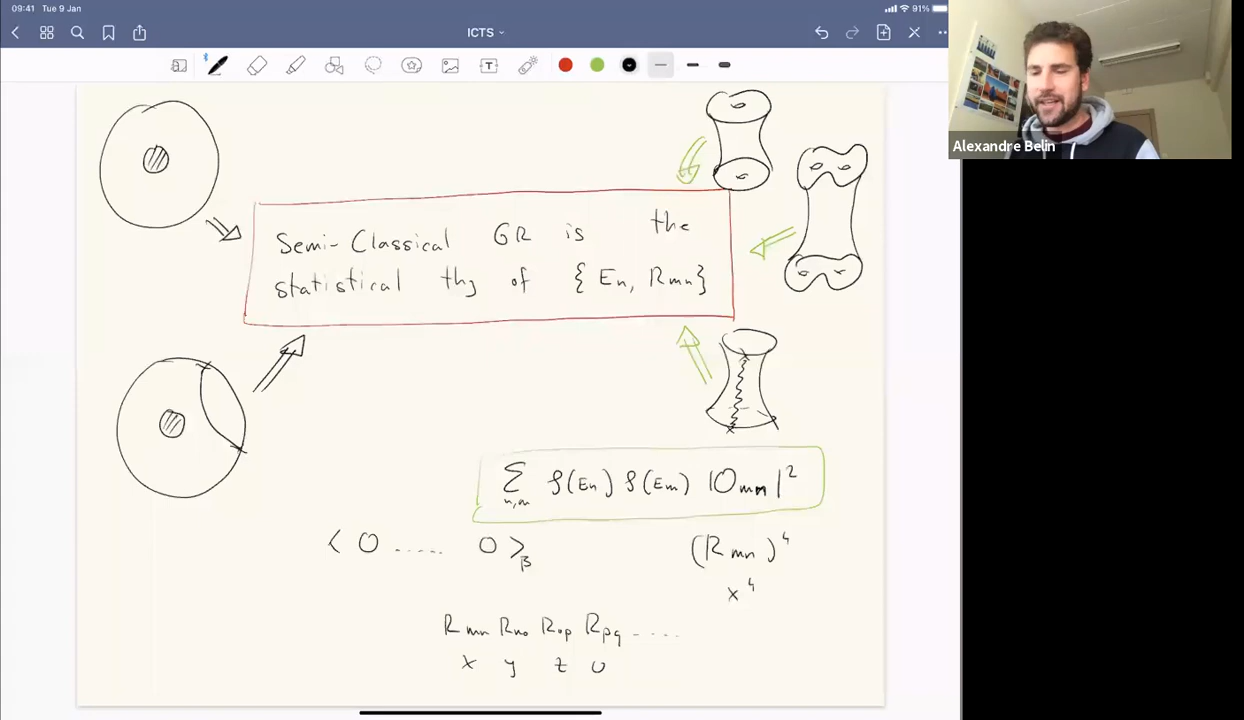 09:41 Tue 9 Jan
91%
ICTS
Alexandre Belin
Semi-Classical GR is the
statistical thy of { En, Rmn }
∑ n,m ρ(En) ρ(Em) |Omn|²
< O ...... O >β
(Rmn)⁴
x⁴
Rmn Rno Rop Rpq ....
x y z u